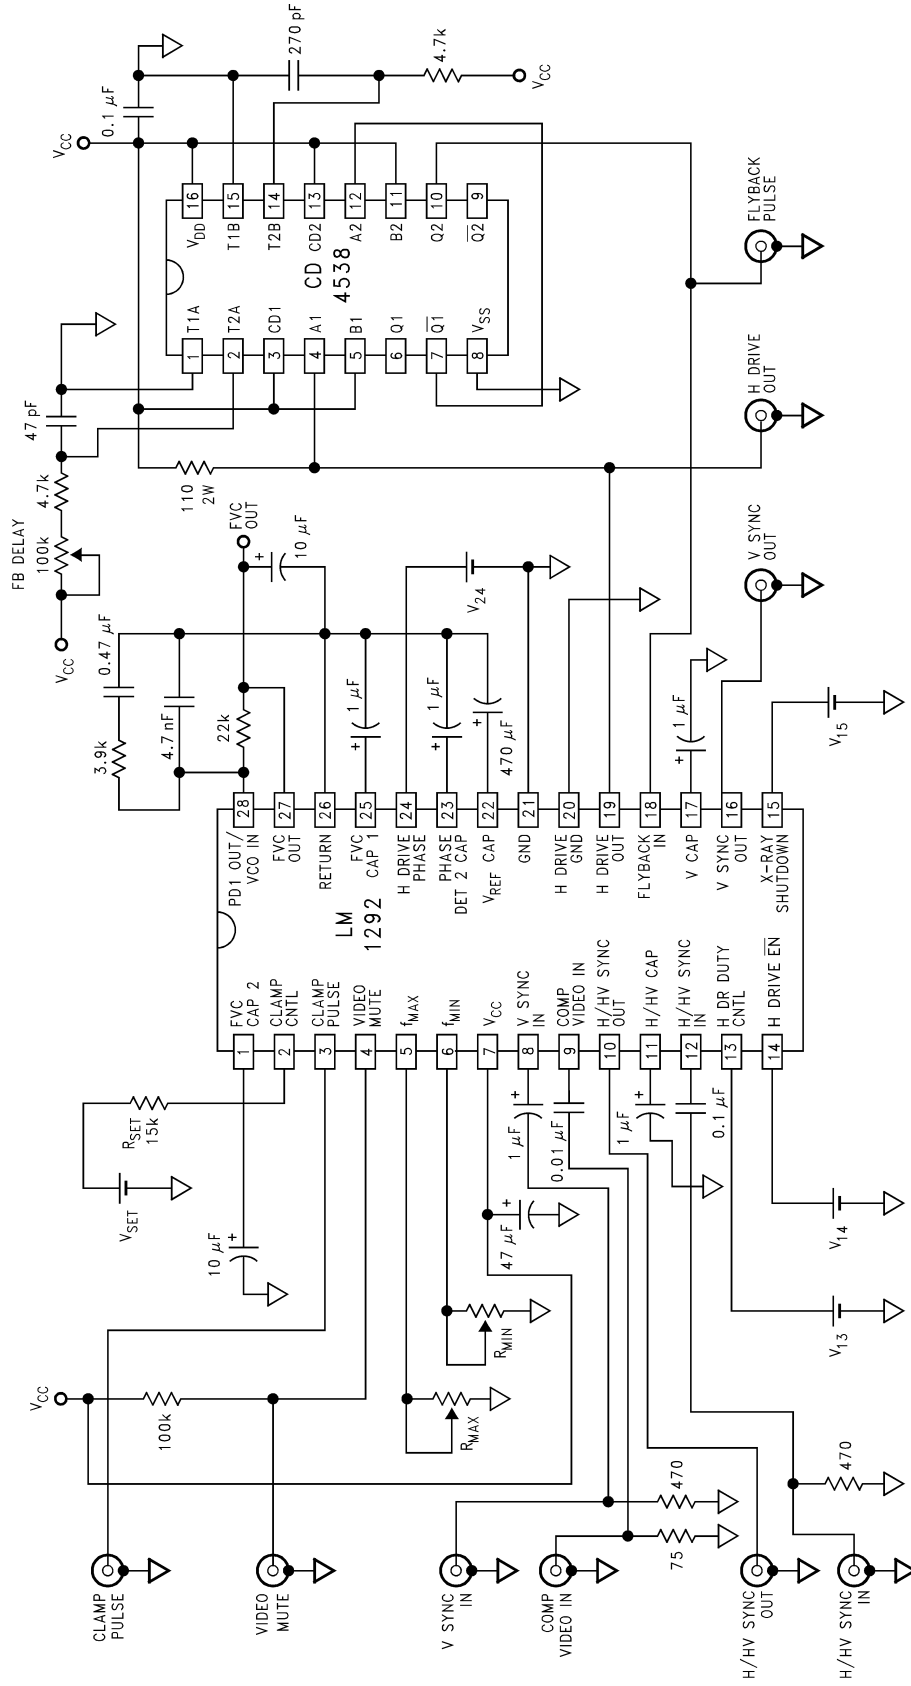 CLAMP
PULSE
VIDEO
MUTE
V SYNC
IN
COMP
VIDEO IN
H/HV SYNC
OUT
H/HV SYNC
IN
VCC
100k
RMAX
RMIN
470
75
470
VSET
RSET
15k
10 μF
+
47 μF
+
1 μF
+
0.01 μF
1 μF
+
0.1 μF
V13
V14
1
2
3
4
5
6
7
8
9
10
11
12
13
14
FVC
CAP 2
CLAMP
CNTL
CLAMP
PULSE
VIDEO
MUTE
fMAX
fMIN
VCC
V SYNC
IN
COMP
VIDEO IN
H/HV SYNC
OUT
H/HV CAP
H/HV SYNC
IN
H DR DUTY
CNTL
H DRIVE EN
LM
1292
PD1 OUT/
VCO IN
FVC
OUT
RETURN
FVC
CAP 1
H DRIVE
PHASE
PHASE
DET 2 CAP
VREF CAP
GND
H DRIVE
GND
H DRIVE
OUT
FLYBACK
IN
V CAP
V SYNC
OUT
X-RAY
SHUTDOWN
28
27
26
25
24
23
22
21
20
19
18
17
16
15
3.9k
0.47 μF
4.7 nF
22k
FVC
OUT
+
10 μF
1 μF
+
1 μF
+
470 μF
+
V24
1 μF
+
V15
VCC
FB DELAY
100k
4.7k
47 pF
110
2W
V SYNC
OUT
H DRIVE
OUT
FLYBACK
PULSE
1
2
3
4
5
6
7
8
T1A
T2A
CD1
A1
B1
Q1
Q1
VSS
CD
4538
VDD
T1B
T2B
CD2
A2
B2
Q2
Q2
16
15
14
13
12
11
10
9
VCC
0.1 μF
270 pF
4.7k
VCC